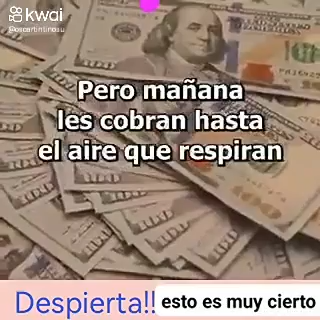 kwai
Pero mañana
les cobran hasta
el aire que respiran
Despierta!!
esto es muy cierto